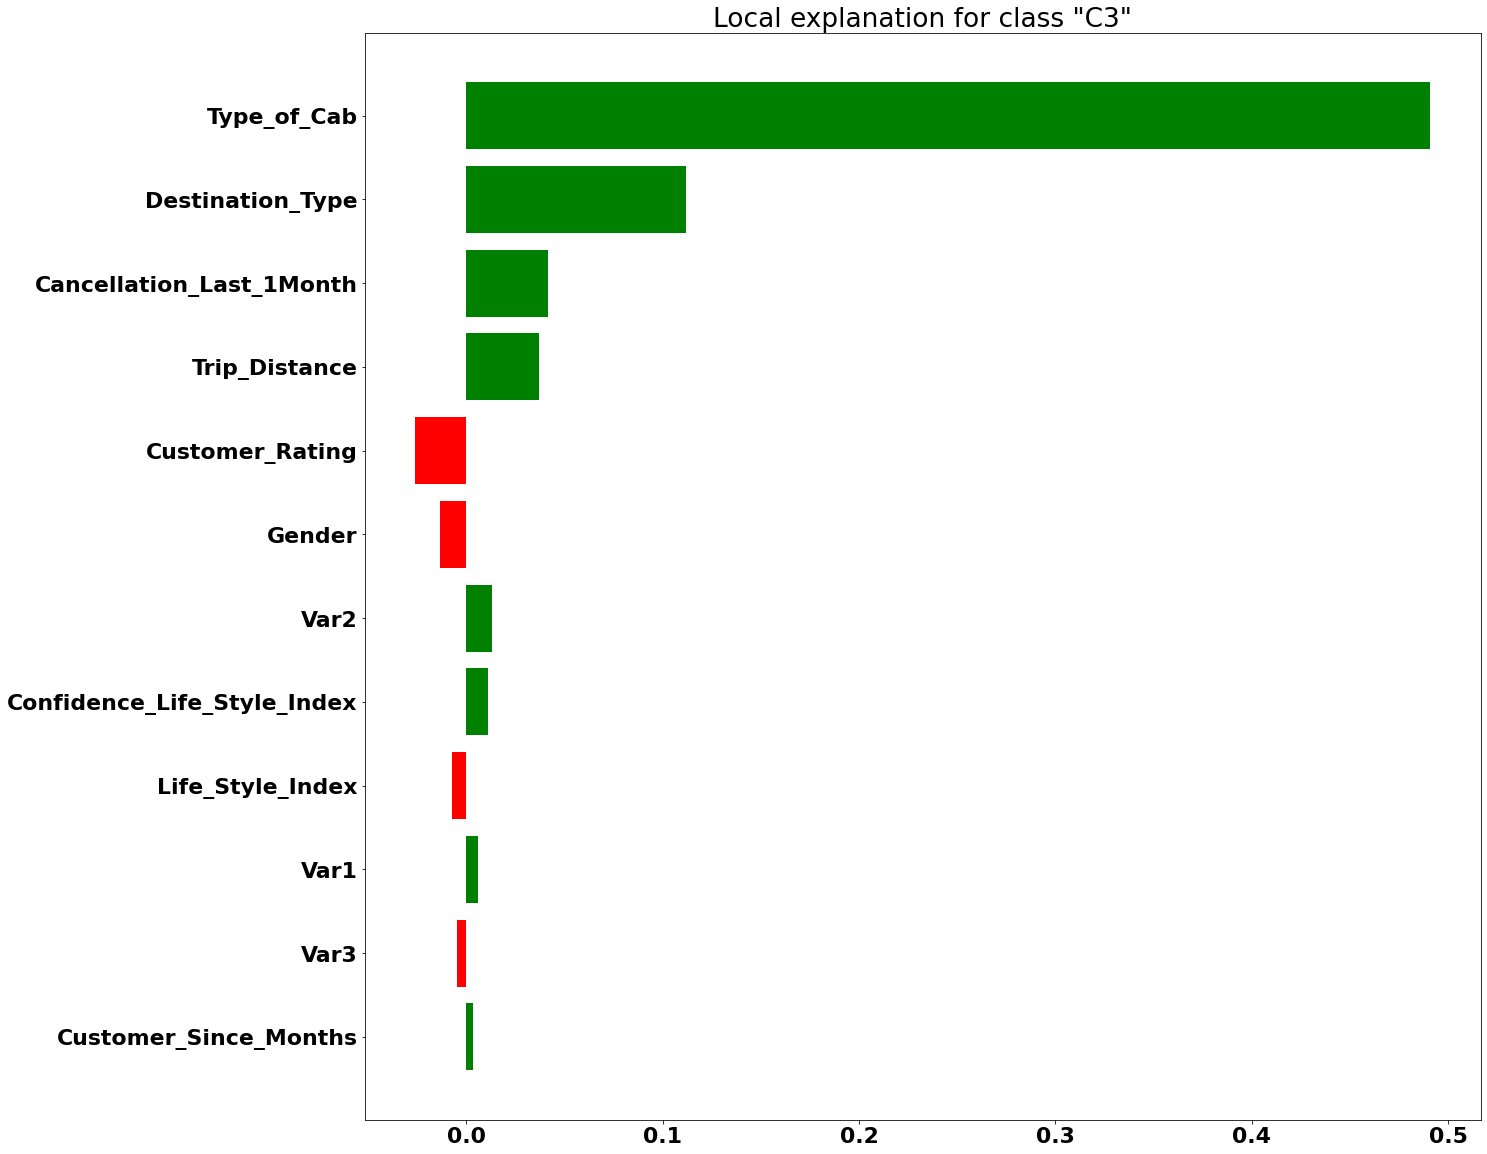 Local explanation for class "C3"
Type_of_Cab
Destination_Type
Cancellation_Last_1Month
Trip_Distance
Customer_Rating
Gender
Var2
Confidence_Life_Style_Index
Life_Style_Index
Var1
Var3
Customer_Since_Months
0.0 0.1 0.2 0.3 0.4 0.5